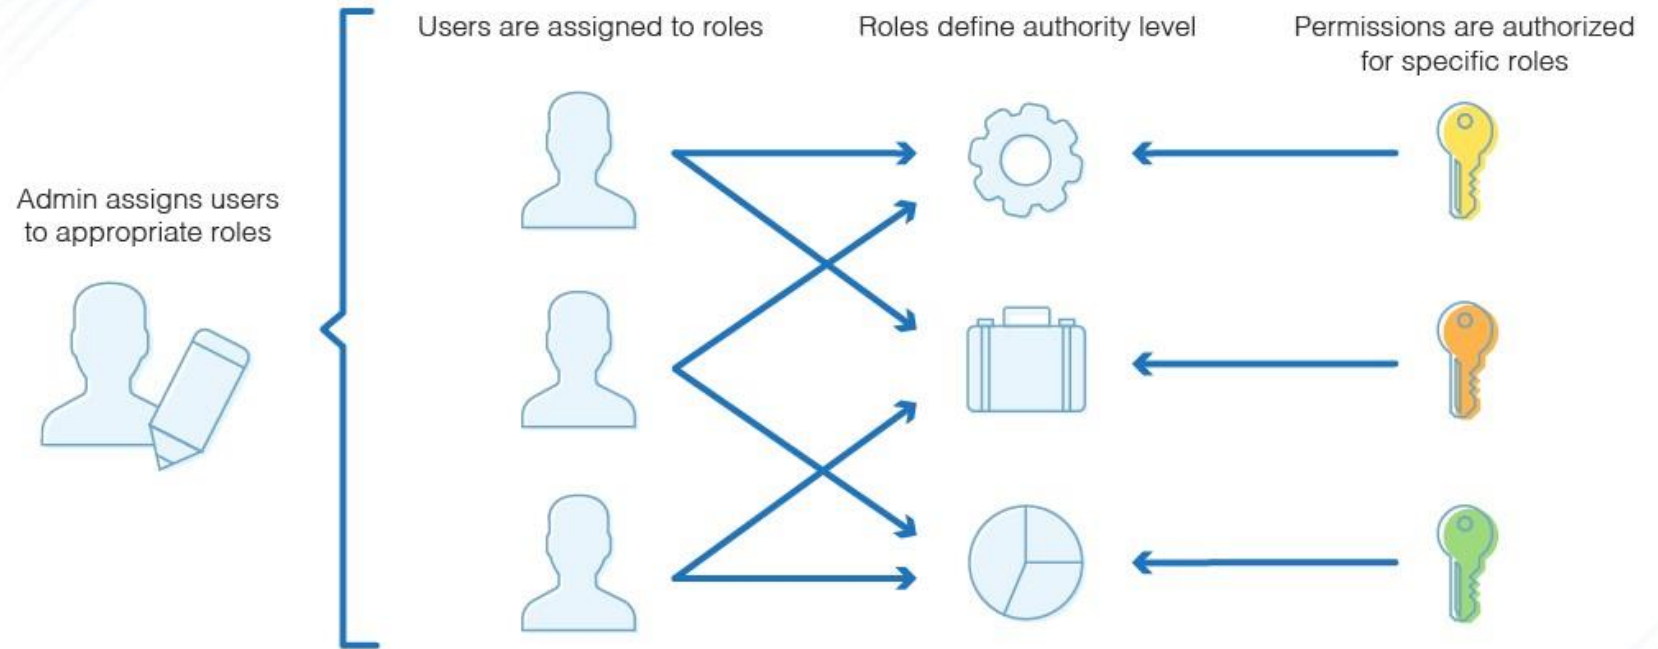 Users are assigned to roles
Roles define authority level
Permissions are authorized
for specific roles
Admin assigns users
to appropriate roles